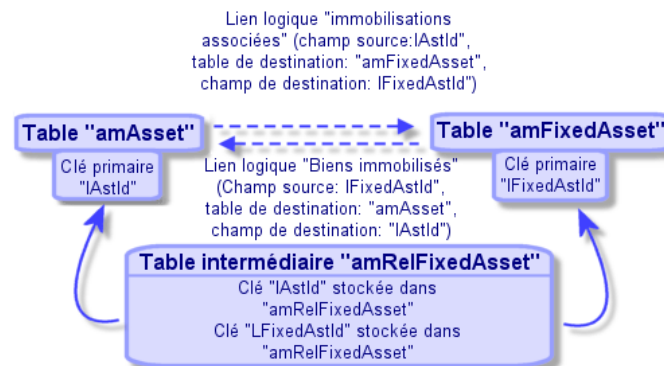 Lien logique "immobilisations
associées" (champ source:lAstId",
table de destination: "amFixedAsset",
champ de destination: lFixedAstId")
Table "amAsset"
Clé primaire
"lAstId"
Table "amFixedAsset"
Clé primaire
"lFixedAstId"
Lien logique "Biens immobilisés"
(Champ source: lFixedAstId",
table de destination: "amAsset",
champ de destination: "lAstId")
Table intermédiaire "amRelFixedAsset"
Clé "lAstId" stockée dans
"amRelFixedAsset"
Clé "LFixedAstId" stockée dans
"amRelFixedAsset"